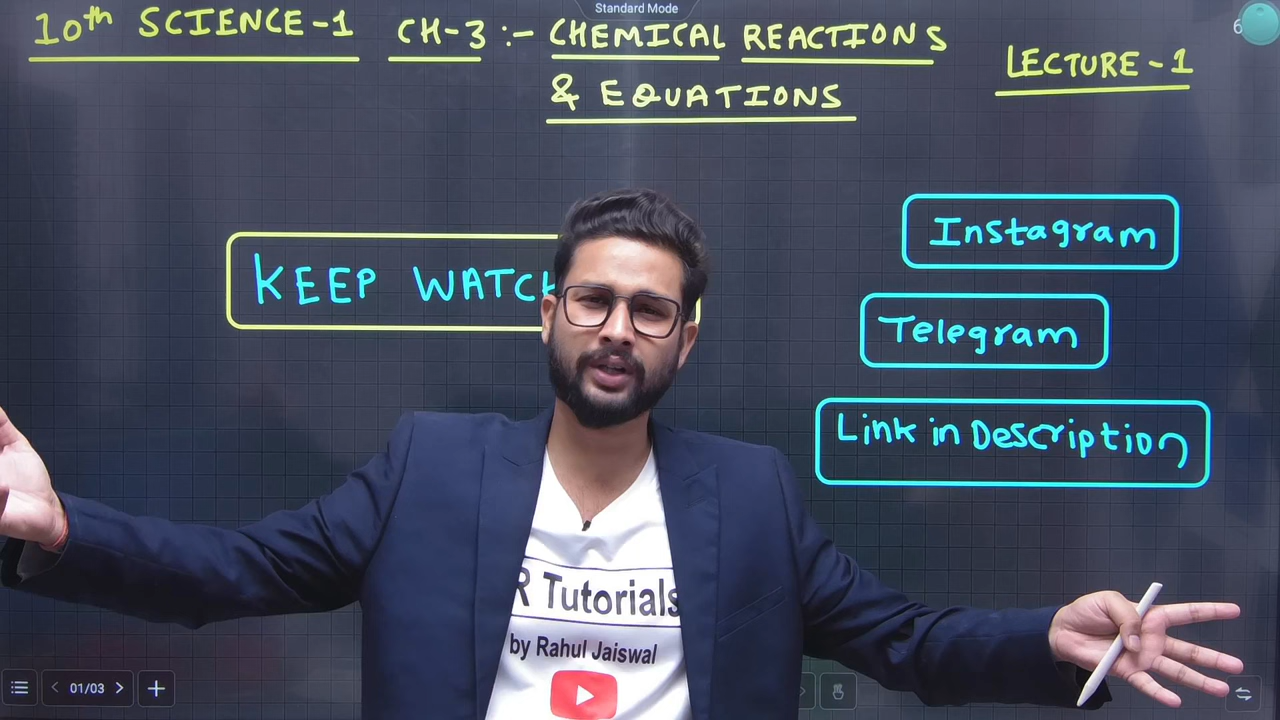 Standard Mode
10th SCIENCE-1 CH-3 :- CHEMICAL REACTIONS
& EQUATIONS
LECTURE-1
6
KEEP WATCH
Instagram
Telegram
Link in Description
R Tutorials
by Rahul Jaiswal
01/03